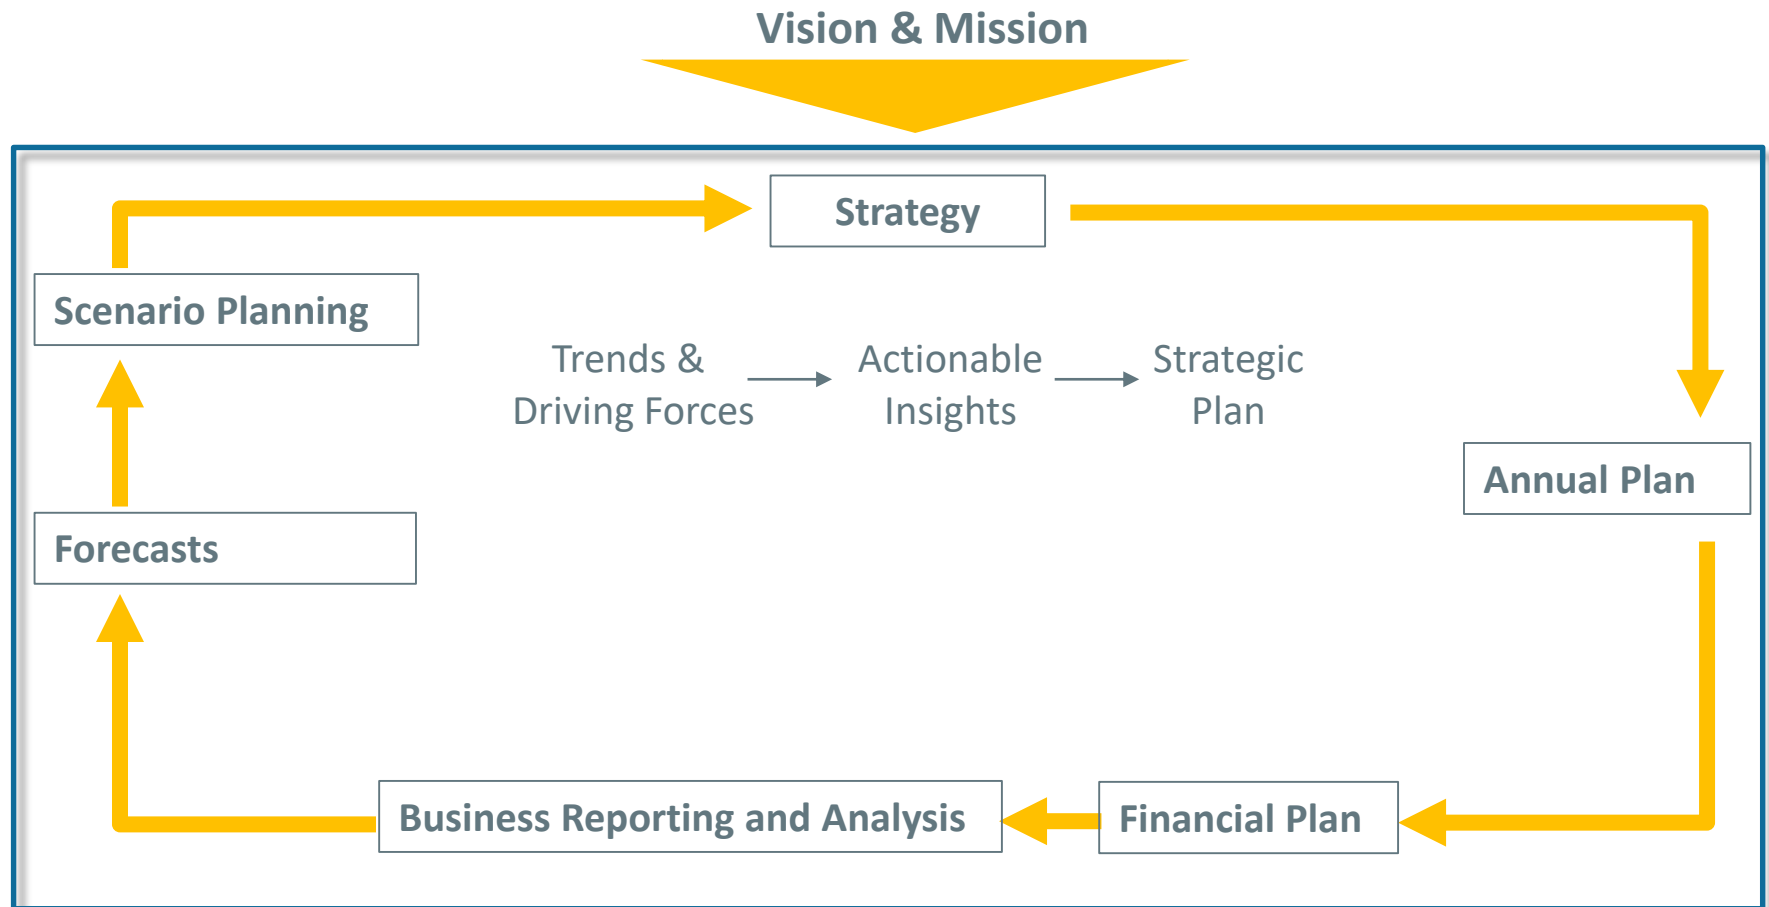 Vision & Mission
Strategy
Scenario Planning
Trends &
Driving Forces
Actionable
Insights
Strategic
Plan
Annual Plan
Forecasts
Business Reporting and Analysis
Financial Plan